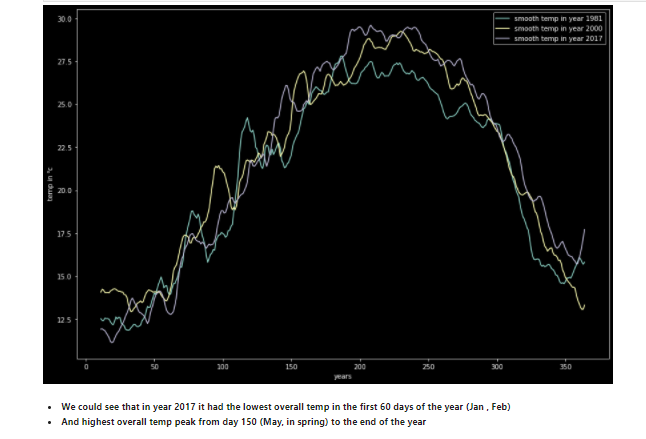 30.0
27.5
25.0
22.5
20.0
17.5
15.0
12.5
temp in °c
smooth temp in year 1981
smooth temp in year 2000
smooth temp in year 2017
0 50 100 150 200 250 300 350
years
• We could see that in year 2017 it had the lowest overall temp in the first 60 days of the year (Jan , Feb)
• And highest overall temp peak from day 150 (May, in spring) to the end of the year